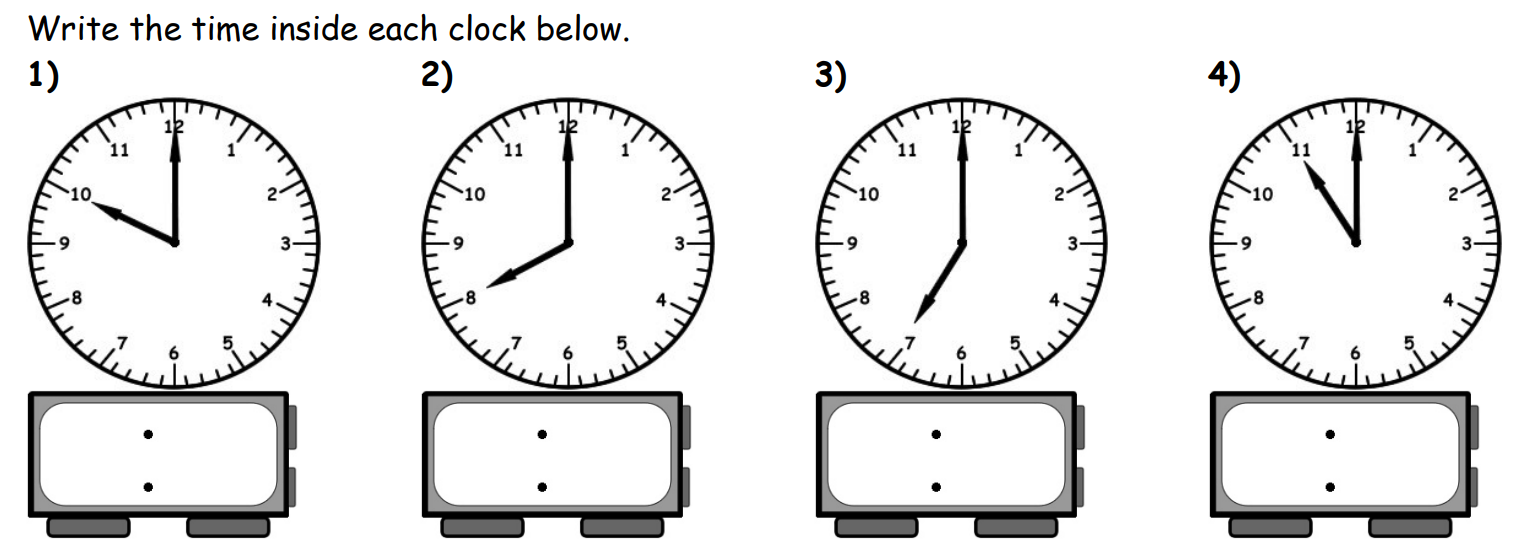 Write the time inside each clock below.
1) 2) 3) 4)
12 12 12 12
11 1 11 1 11 1 11 1
10 2 10 2 10 2 10 2
9 3 9 3 9 3 9 3
8 4 8 4 8 4 8 4
7 5 7 5 7 5 7 5
6 6 6 6
: : : :